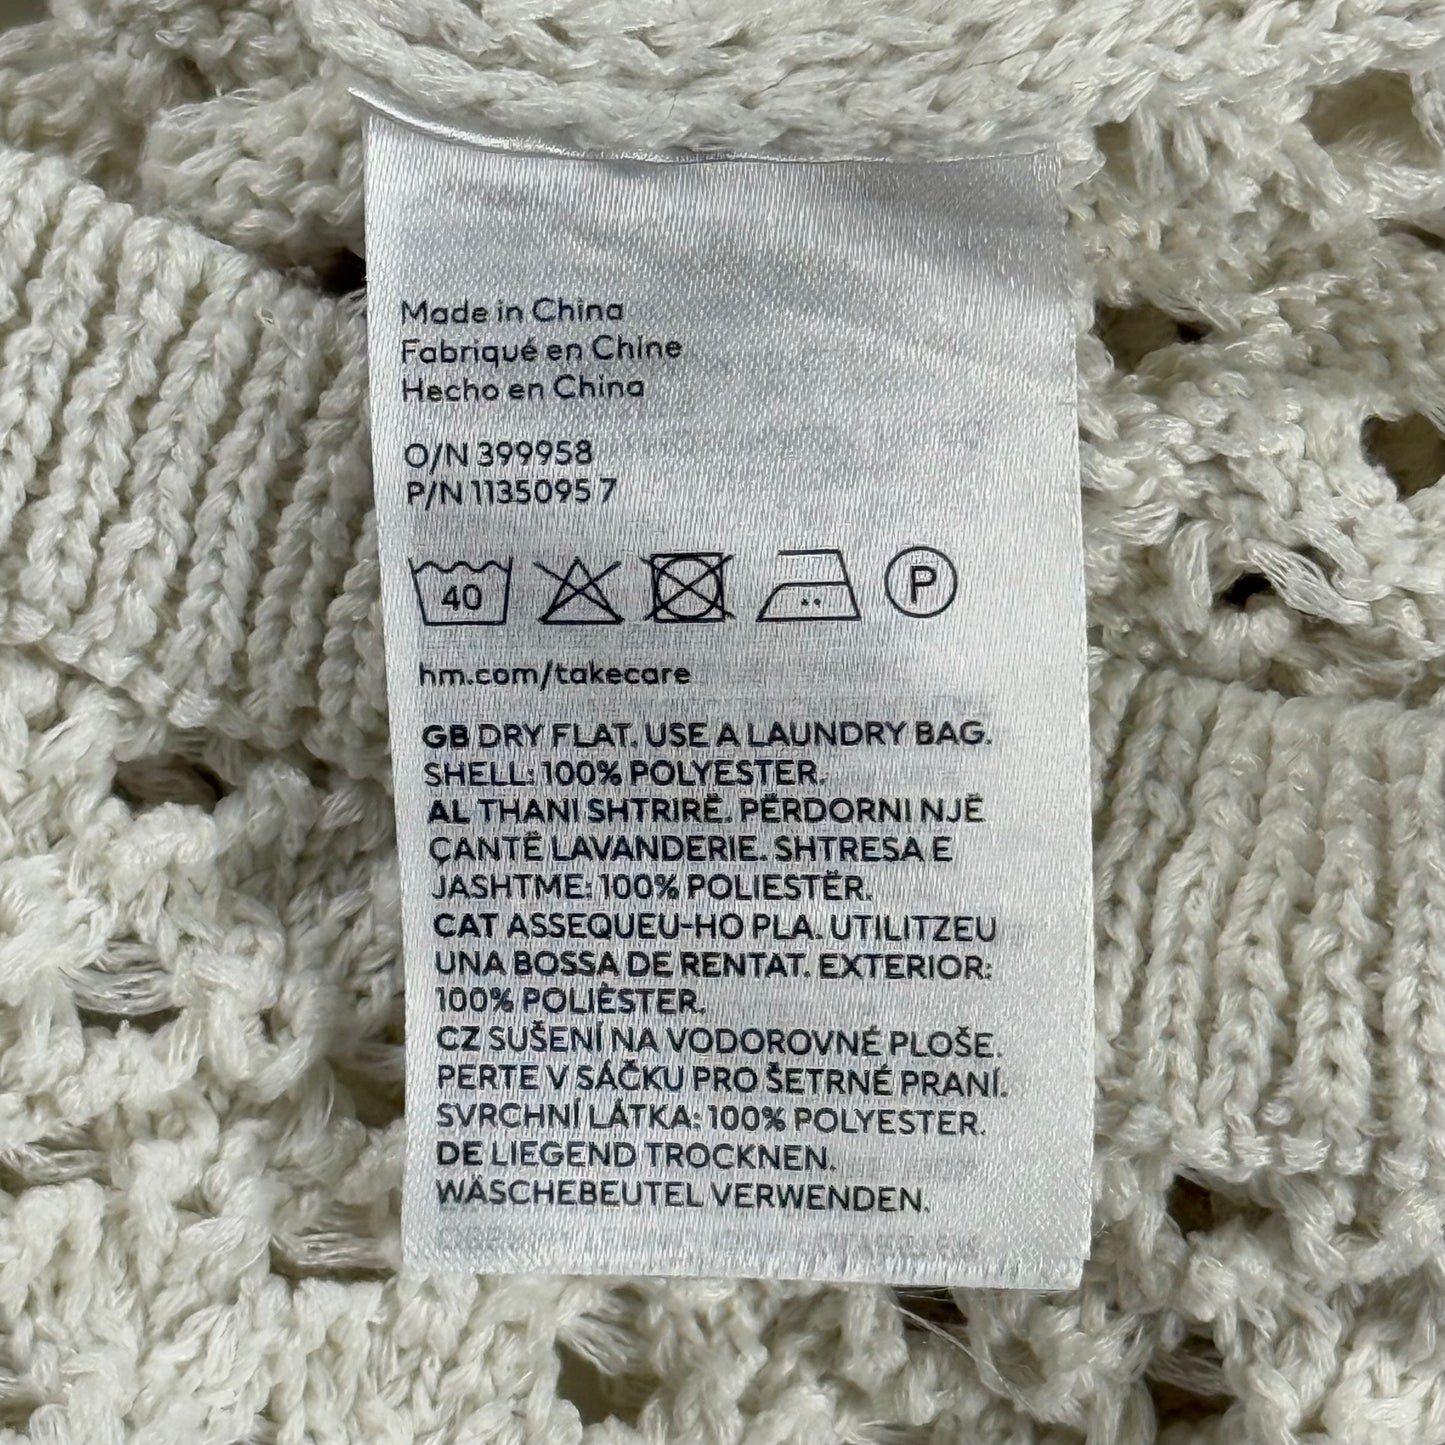 Made in China
Fabriqué en Chine
Hecho en China
O/N 399958
P/N 1135095 7
40 P
hm.com/takecare
GB DRY FLAT. USE A LAUNDRY BAG.
SHELL: 100% POLYESTER.
AL THANI SHTRIRË. PËRDORNI NJË
ÇANTË LAVANDERIE. SHTRESA E
JASHTME: 100% POLIESTËR.
CAT ASSEQUEU-HO PLA. UTILITZEU
UNA BOSSA DE RENTAT. EXTERIOR:
100% POLIÈSTER.
CZ SUŠENÍ NA VODOROVNÉ PLOŠE.
PERTE V SÁČKU PRO ŠETRNÉ PRANÍ.
SVRCHNÍ LÁTKA: 100% POLYESTER.
DE LIEGEND TROCKNEN.
WÄSCHEBEUTEL VERWENDEN.